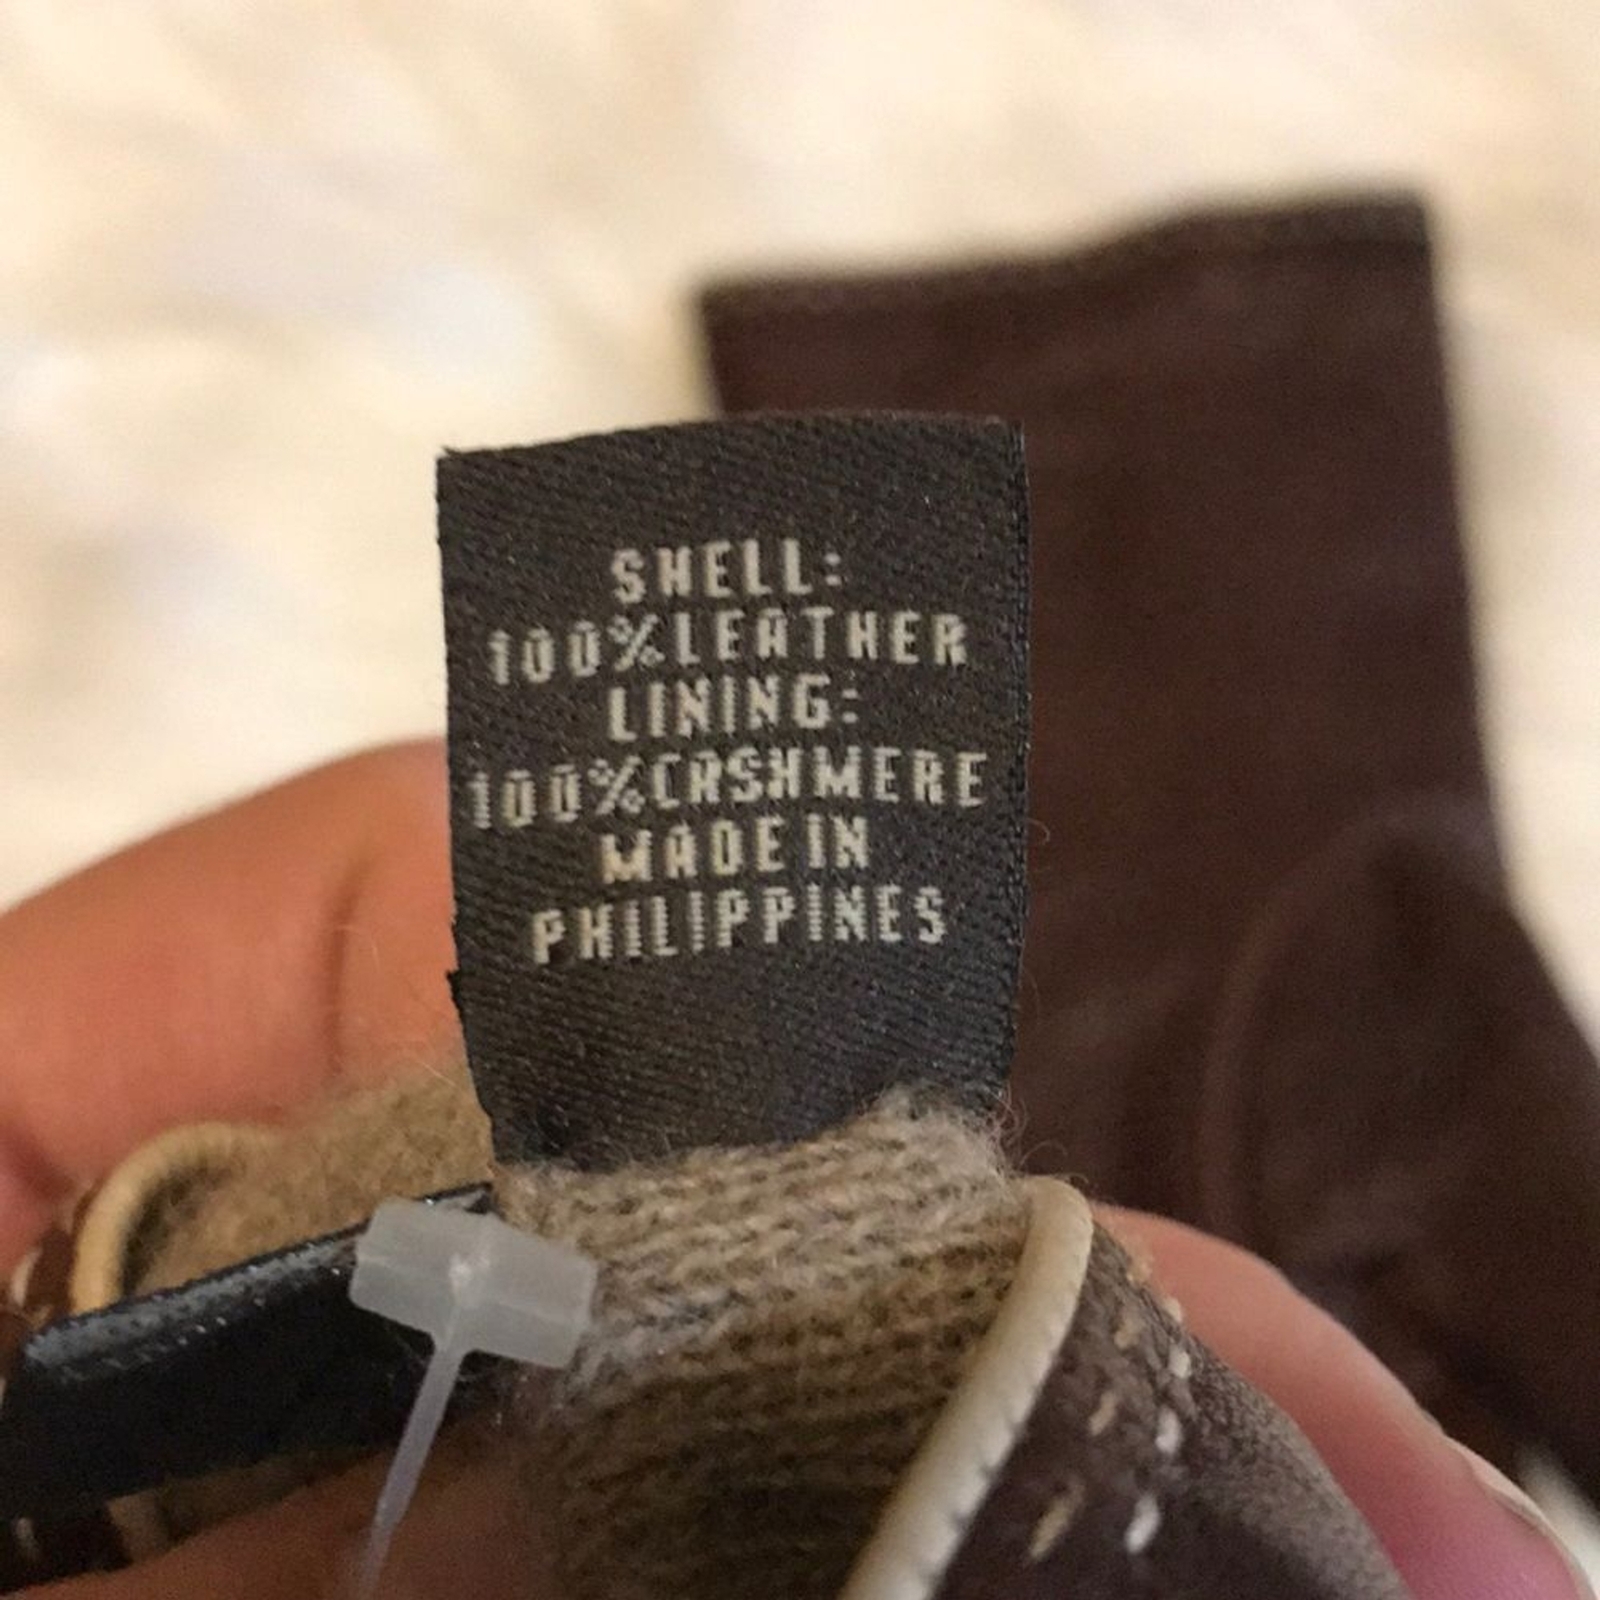 SHELL:
100%LEATHER
LINING:
100%CASHMERE
MADE IN
PHILIPPINES